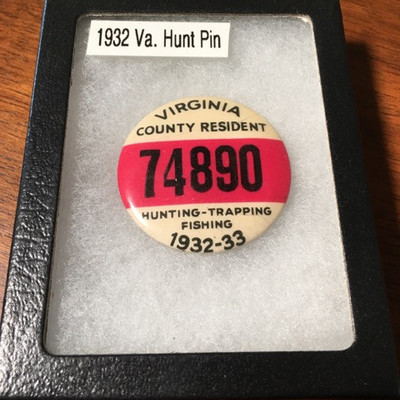 1932 Va. Hunt Pin
VIRGINIA
COUNTY RESIDENT
74890
HUNTING-TRAPPING
FISHING
1932-33